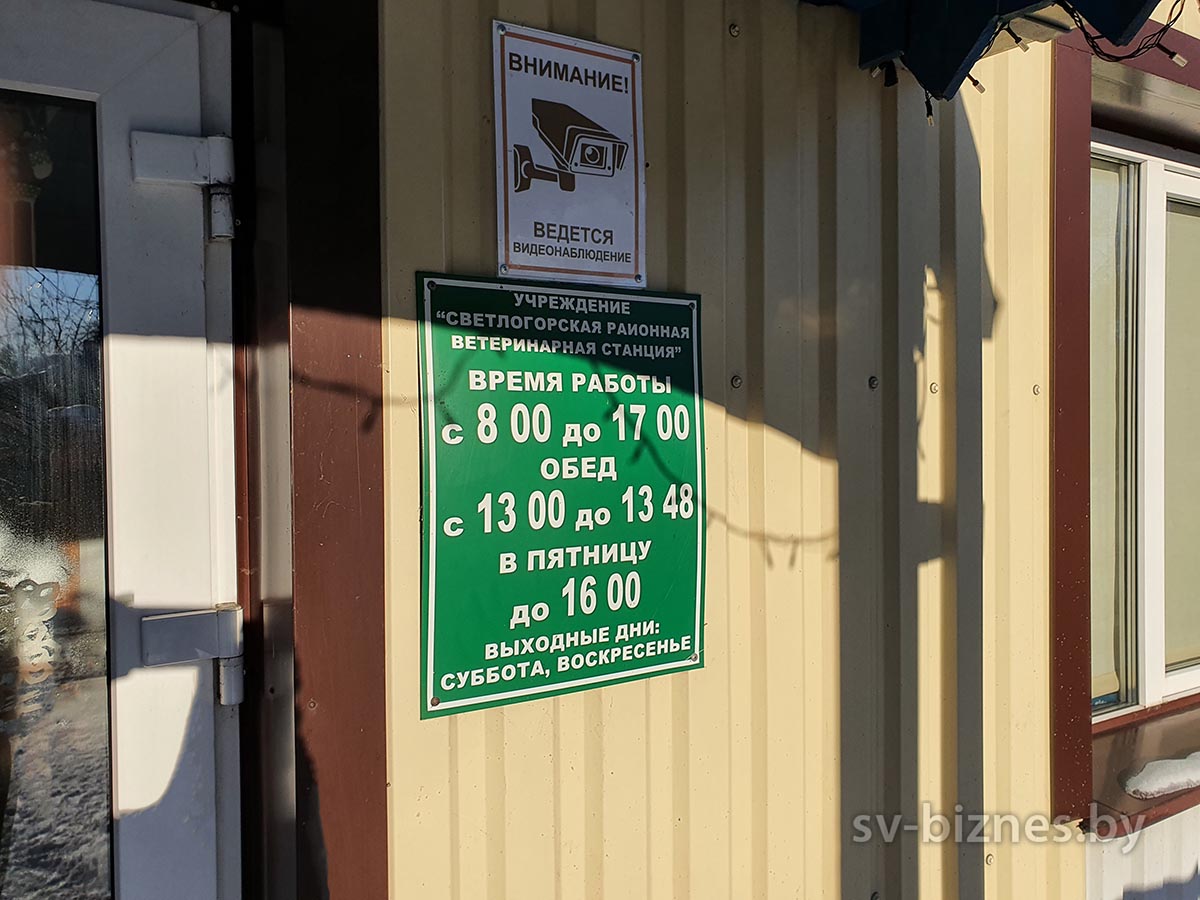 ВНИМАНИЕ!
ВЕДЕТСЯ
ВИДЕОНАБЛЮДЕНИЕ
УЧРЕЖДЕНИЕ
"СВЕТЛОГОРСКАЯ РАЙОННАЯ
ВЕТЕРИНАРНАЯ СТАНЦИЯ"
ВРЕМЯ РАБОТЫ
с 8 00 до 17 00
ОБЕД
с 13 00 до 13 48
В ПЯТНИЦУ
до 16 00
ВЫХОДНЫЕ ДНИ:
СУББОТА, ВОСКРЕСЕНЬЕ
sv-biznes.by